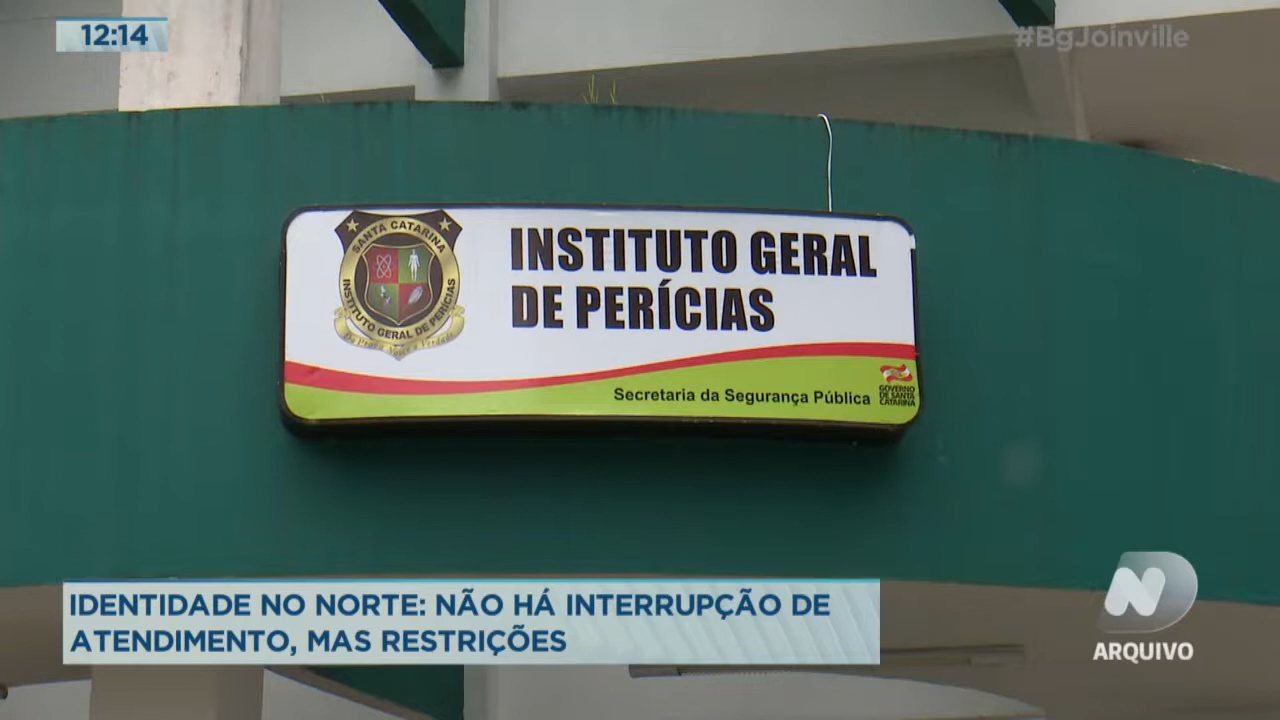 12:14
#BgJoinville
SANTA CATARINA
INSTITUTO GERAL DE PERÍCIAS
INSTITUTO GERAL
DE PERÍCIAS
Secretaria da Segurança Pública
GOVERNO
DE SANTA
CATARINA
IDENTIDADE NO NORTE: NÃO HÁ INTERRUPÇÃO DE
ATENDIMENTO, MAS RESTRIÇÕES
ND
ARQUIVO